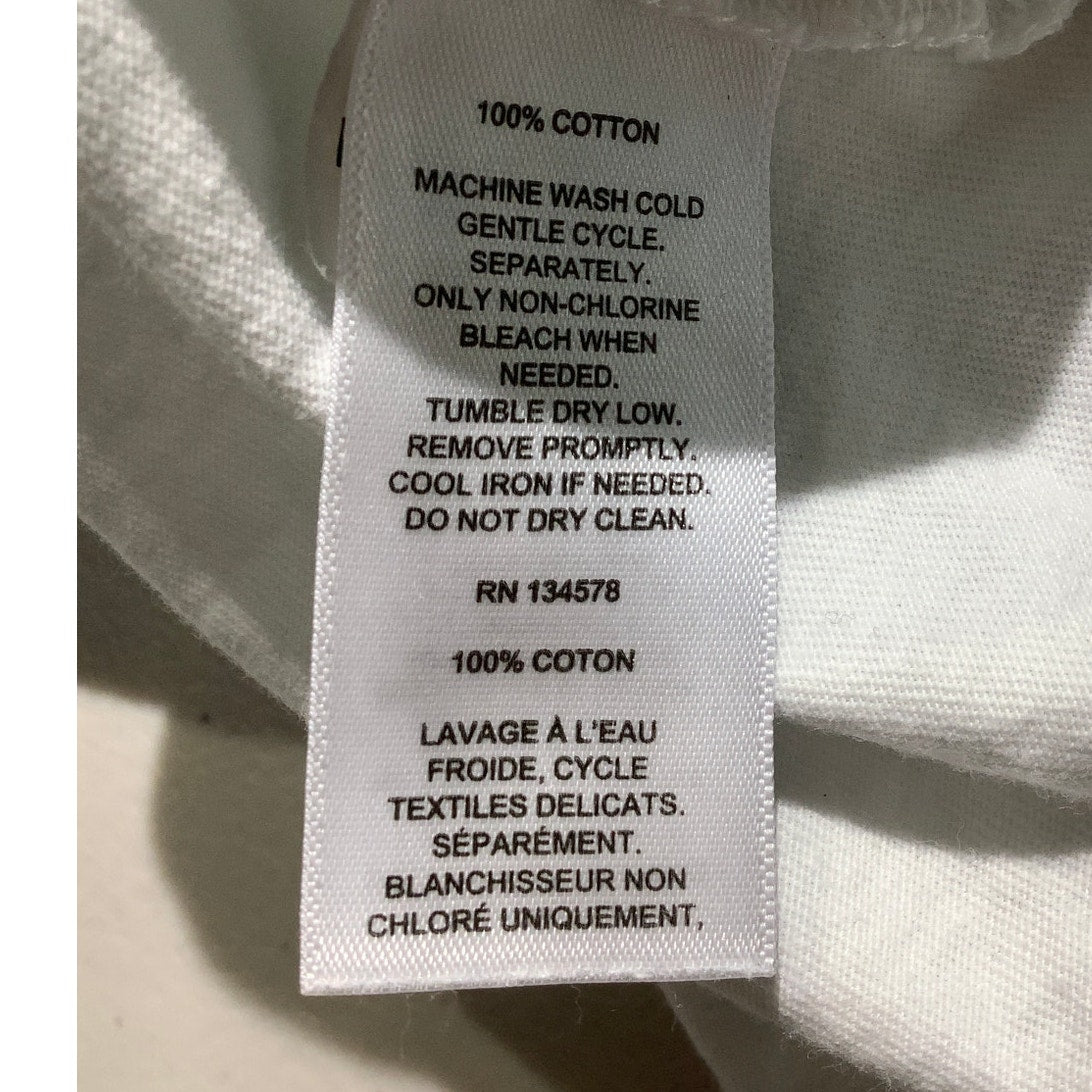 100% COTTON
MACHINE WASH COLD
GENTLE CYCLE.
SEPARATELY.
ONLY NON-CHLORINE
BLEACH WHEN
NEEDED.
TUMBLE DRY LOW.
REMOVE PROMPTLY.
COOL IRON IF NEEDED.
DO NOT DRY CLEAN.
RN 134578
100% COTON
LAVAGE À L'EAU
FROIDE, CYCLE
TEXTILES DELICATS.
SÉPARÉMENT.
BLANCHISSEUR NON
CHLORÉ UNIQUEMENT,